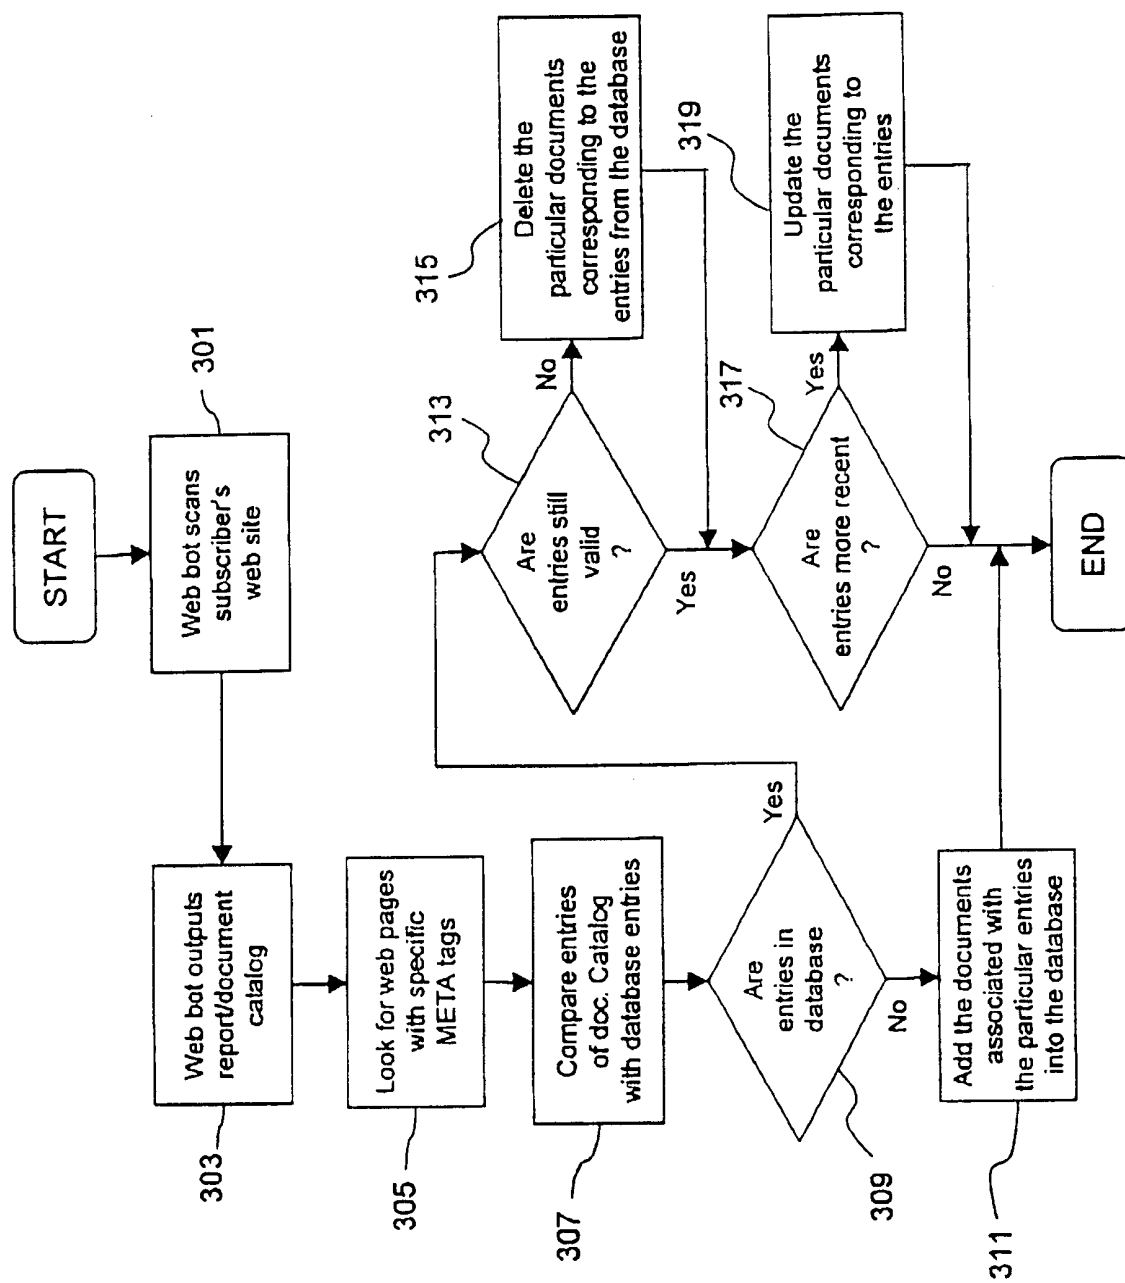 START
301
Web bot scans
subscriber's
web site
303
Web bot outputs
report/document
catalog
305
Look for web pages
with specific
META tags
307
Compare entries
of doc. Catalog
with database entries
309
Are
entries in
database
?
Yes
No
311
Add the documents
associated with
the particular entries
into the database
313
Are
entries still
valid
?
No
Yes
315
Delete the
particular documents
corresponding to the
entries from the database
317
Are
entries more recent
?
Yes
No
319
Update the
particular documents
corresponding to
the entries
END